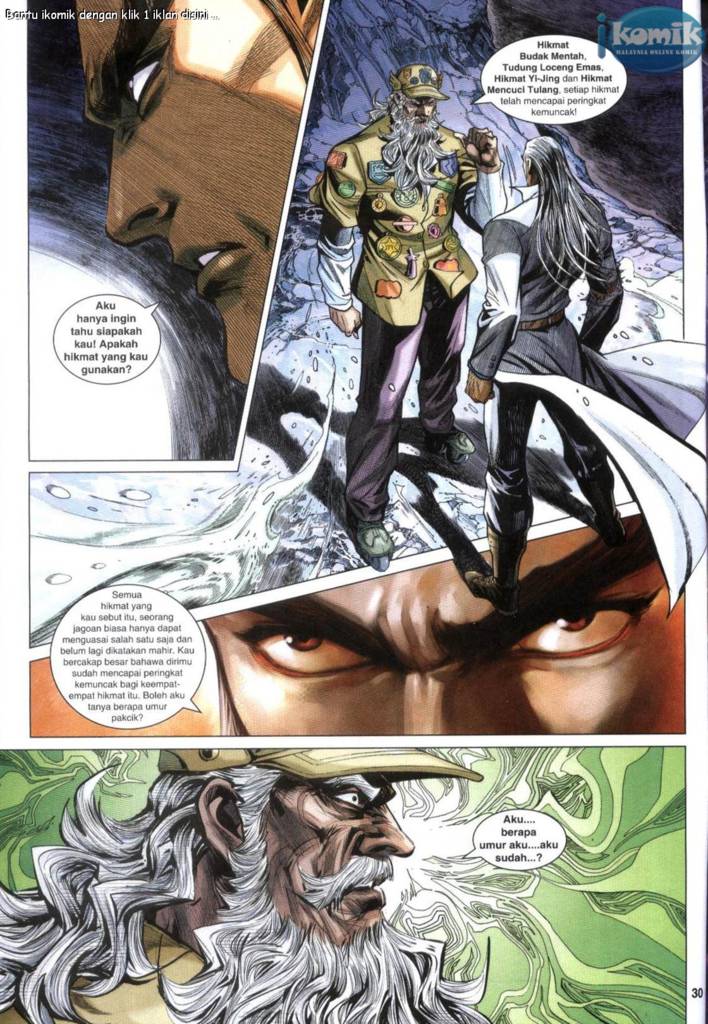 Bantu ikomik dengan klik 1 iklan disini ...
ikomik
MALAYSIA ONLINE KOMIK
Hikmat
Budak Mentah,
Tudung Loceng Emas,
Hikmat Yi-Jing dan Hikmat
Mencuci Tulang, setiap hikmat
telah mencapai peringkat
kemuncak!
Aku
hanya ingin
tahu siapakah
kau! Apakah
hikmat yang kau
gunakan?
Semua
hikmat yang
kau sebut itu, seorang
jagoan biasa hanya dapat
menguasai salah satu saja dan
belum lagi dikatakan mahir. Kau
bercakap besar bahawa dirimu
sudah mencapai peringkat
kemuncak bagi keempat-
empat hikmat itu. Boleh aku
tanya berapa umur
pakcik?
Aku....
berapa
umur aku....aku
sudah...?
30